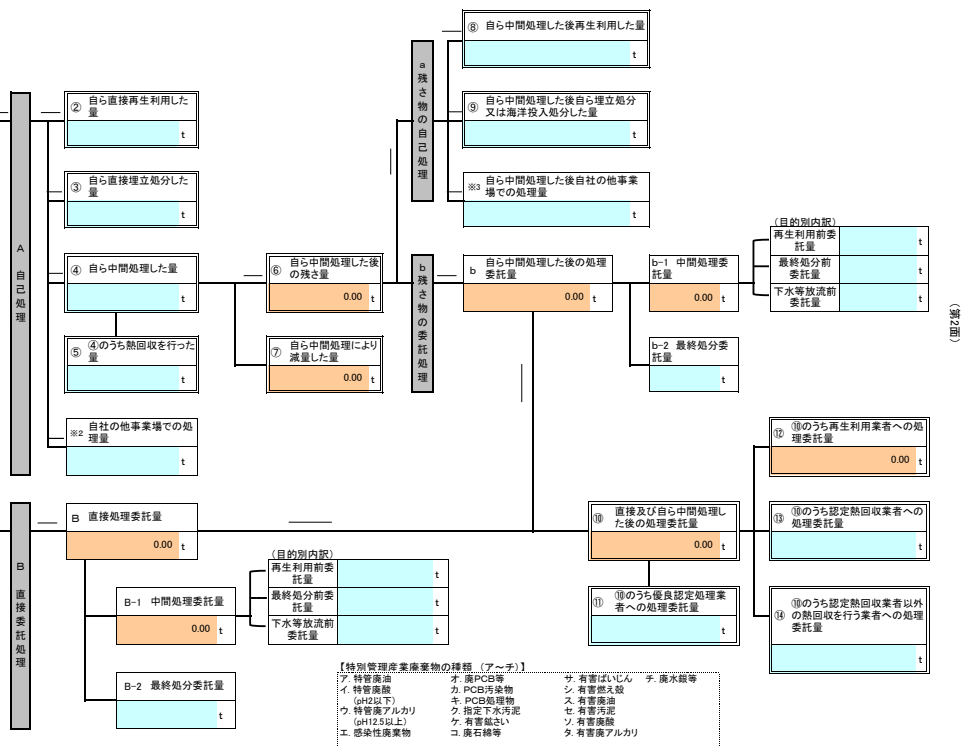 ⑧ 自ら中間処理した後再生利用した量
t
a 残さ物の自己処理
⑨ 自ら中間処理した後自ら埋立処分
又は海洋投入処分した量
t
※3 自ら中間処理した後自社の他事業
場での処理量
t
A 自己処理
② 自ら直接再生利用した
量
t
③ 自ら直接埋立処分した
量
t
④ 自ら中間処理した量
t
⑤ ④のうち熱回収を行った
量
t
※2 自社の他事業場での処
理量
t
⑥ 自ら中間処理した後
の残さ量
0.00 t
⑦ 自ら中間処理により
減量した量
0.00 t
b 残さ物の委託処理
b 自ら中間処理した後の処理
委託量
0.00 t
b-1 中間処理委
託量
0.00 t
b-2 最終処分委
託量
t
(目的別内訳)
再生利用前委
託量
t
最終処分前
委託量
t
下水等放流前
委託量
t
(第2面)
B 直接委託処理
B 直接処理委託量
0.00 t
B-1 中間処理委託量
0.00 t
B-2 最終処分委託量
t
(目的別内訳)
再生利用前委
託量
t
最終処分前委
託量
t
下水等放流前
委託量
t
⑩ 直接及び自ら中間処理し
た後の処理委託量
0.00 t
⑪ ⑩のうち優良認定処理業
者への処理委託量
t
⑫ ⑩のうち再生利用業者への処
理委託量
0.00 t
⑬ ⑩のうち認定熱回収業者への
処理委託量
t
⑭ ⑩のうち認定熱回収業者以外
の熱回収を行う業者への処理
委託量
t
【特別管理産業廃棄物の種類 (ア~チ)】
ア. 特管廃油
イ. 特管廃酸
(pH2以下)
ウ. 特管廃アルカリ
(pH12.5以上)
エ. 感染性廃棄物
オ. 廃PCB等
カ. PCB汚染物
キ. PCB処理物
ク. 指定下水汚泥
ケ. 有害鉱さい
コ. 廃石綿等
サ. 有害ばいじん
シ. 有害燃え殻
ス. 有害廃油
セ. 有害汚泥
ソ. 有害廃酸
タ. 有害廃アルカリ
チ. 廃水銀等